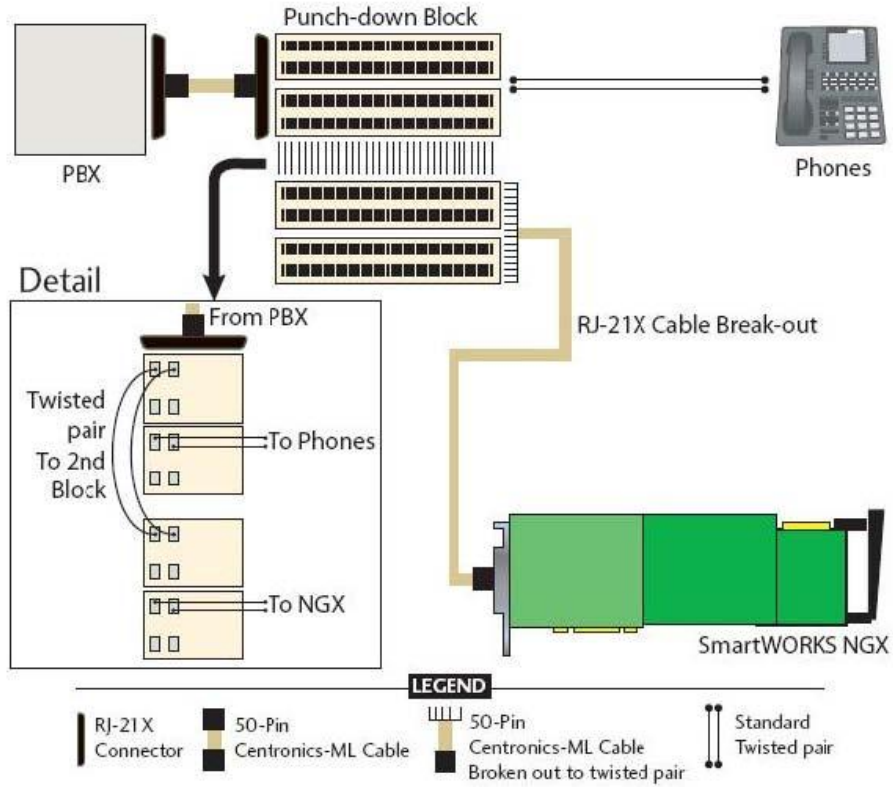 Punch-down Block
PBX
Phones
Detail
From PBX
RJ-21X Cable Break-out
Twisted
pair
To 2nd
Block
To Phones
To NGX
SmartWORKS NGX
LEGEND
RJ-21X
Connector
50-Pin
Centronics-ML Cable
50-Pin
Centronics-ML Cable
Broken out to twisted pair
Standard
Twisted pair